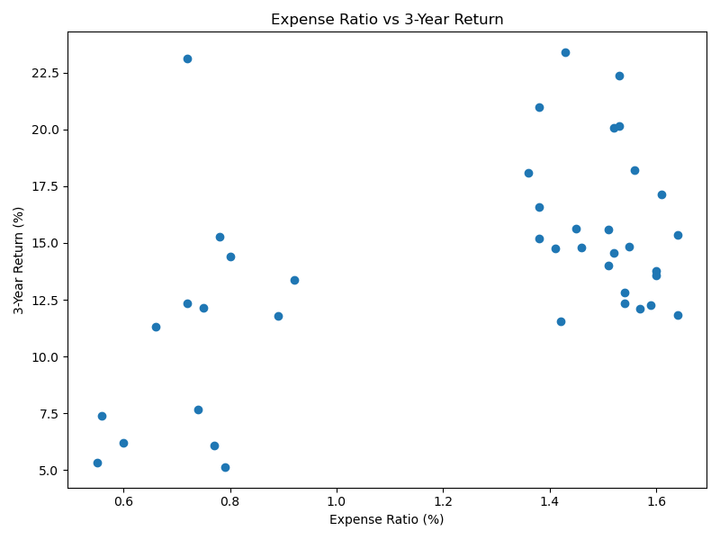 Expense Ratio vs 3-Year Return
3-Year Return (%)
22.5
20.0
17.5
15.0
12.5
10.0
7.5
5.0
0.6 0.8 1.0 1.2 1.4 1.6
Expense Ratio (%)